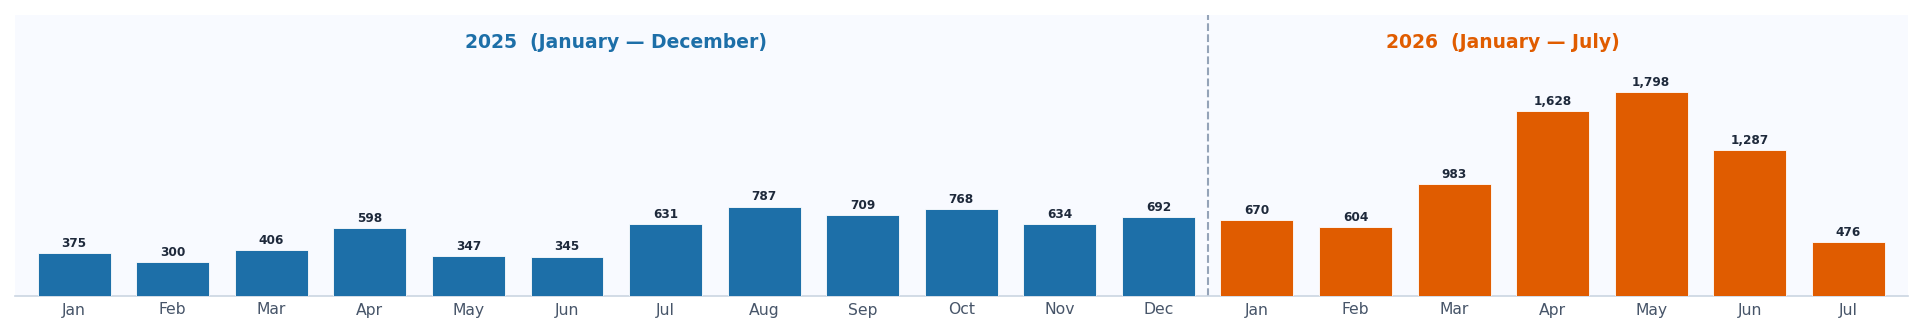 2025  (January — December)
2026  (January — July)
375
300
406
598
347
345
631
787
709
768
634
692
670
604
983
1,628
1,798
1,287
476
Jan
Feb
Mar
Apr
May
Jun
Jul
Aug
Sep
Oct
Nov
Dec
Jan
Feb
Mar
Apr
May
Jun
Jul